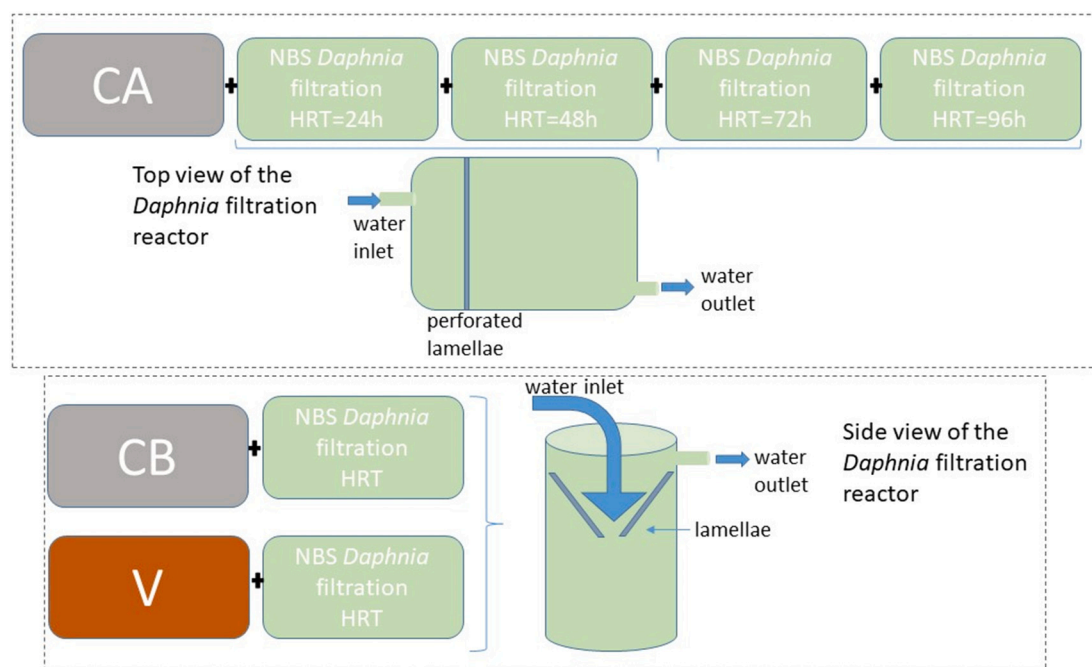 CA
NBS Daphnia
filtration
HRT=24h
NBS Daphnia
filtration
HRT=48h
NBS Daphnia
filtration
HRT=72h
NBS Daphnia
filtration
HRT=96h
Top view of the
Daphnia filtration
reactor
water
inlet
water
outlet
perforated
lamellae
CB
NBS Daphnia
filtration
HRT
V
NBS Daphnia
filtration
HRT
water inlet
water
outlet
lamellae
Side view of the
Daphnia filtration
reactor